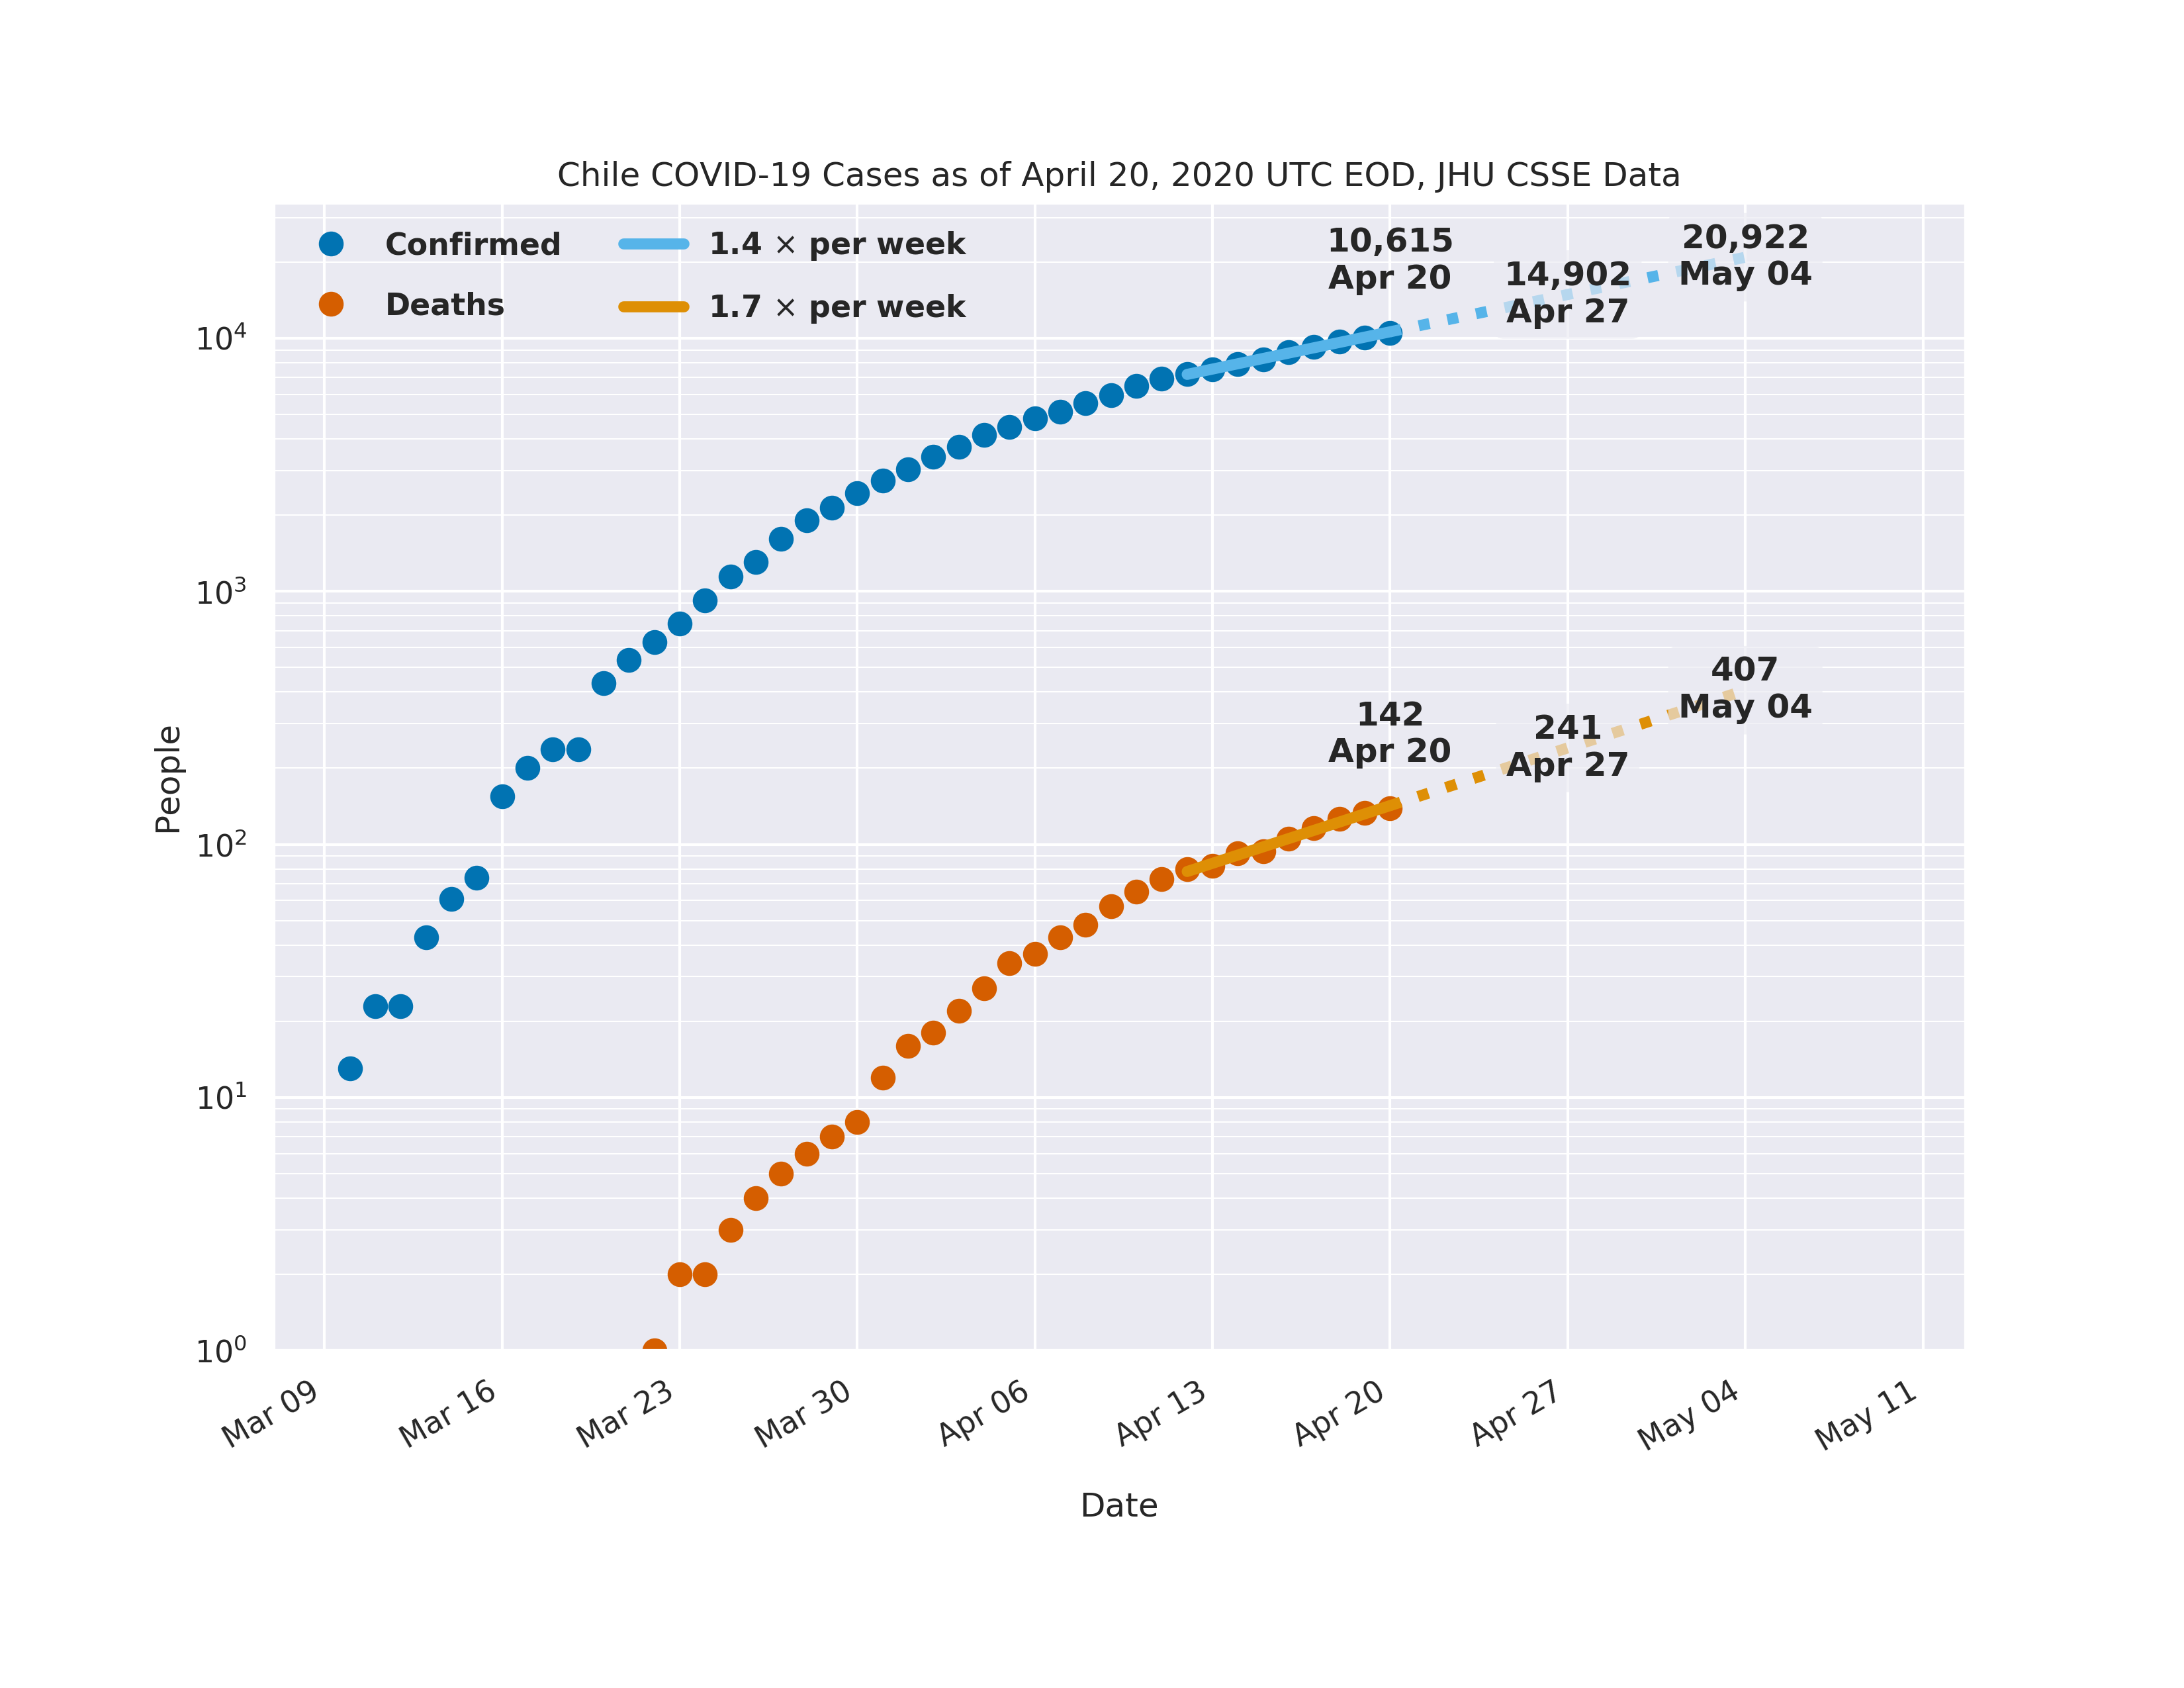 Chile COVID-19 Cases as of April 20, 2020 UTC EOD, JHU CSSE Data
Confirmed
Deaths
1.4 × per week
1.7 × per week
10,615
Apr 20
14,902
Apr 27
20,922
May 04
142
Apr 20
241
Apr 27
407
May 04
People
10⁴
10³
10²
10¹
10⁰
Mar 09
Mar 16
Mar 23
Mar 30
Apr 06
Apr 13
Apr 20
Apr 27
May 04
May 11
Date